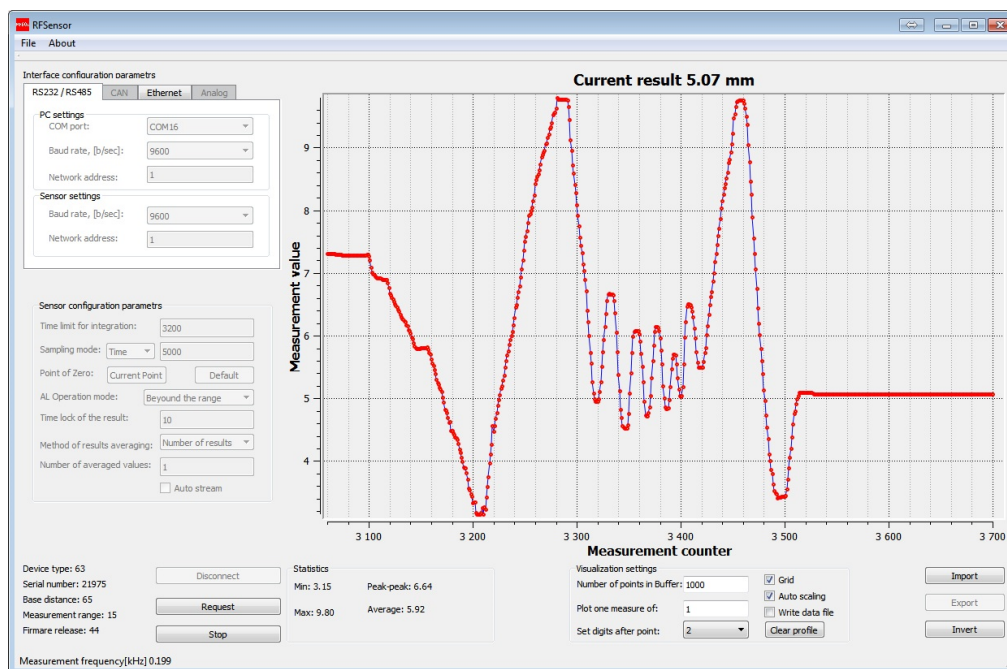 RFSensor
File About
Interface configuration parametrs
RS232 / RS485 CAN Ethernet Analog
PC settings
COM port: COM16
Baud rate, [b/sec]: 9600
Network address: 1
Sensor settings
Baud rate, [b/sec]: 9600
Network address: 1
Sensor configuration parametrs
Time limit for integration: 3200
Sampling mode: Time 5000
Point of Zero: Current Point Default
AL Operation mode: Beyound the range
Time lock of the result: 10
Method of results averaging: Number of results
Number of averaged values: 1
Auto stream
Current result 5.07 mm
Measurement value
9
8
7
6
5
4
3 100 3 200 3 300 3 400 3 500 3 600 3 700
Measurement counter
Device type: 63
Serial number: 21975
Base distance: 65
Measurement range: 15
Firmare release: 44
Disconnect
Request
Stop
Statistics
Min: 3.15 Peak-peak: 6.64
Max: 9.80 Average: 5.92
Visualization settings
Number of points in Buffer: 1000
Plot one measure of: 1
Set digits after point: 2
Grid
Auto scaling
Write data file
Clear profile
Import
Export
Invert
Measurement frequency[kHz] 0.199